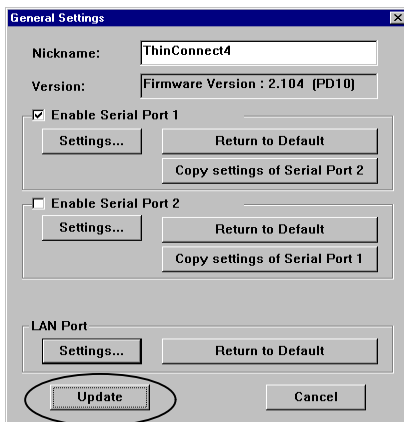 General Settings
Nickname: ThinConnect4
Version: Firmware Version : 2.104 (PD10)
Enable Serial Port 1
Settings... Return to Default
Copy settings of Serial Port 2
Enable Serial Port 2
Settings... Return to Default
Copy settings of Serial Port 1
LAN Port
Settings... Return to Default
Update Cancel